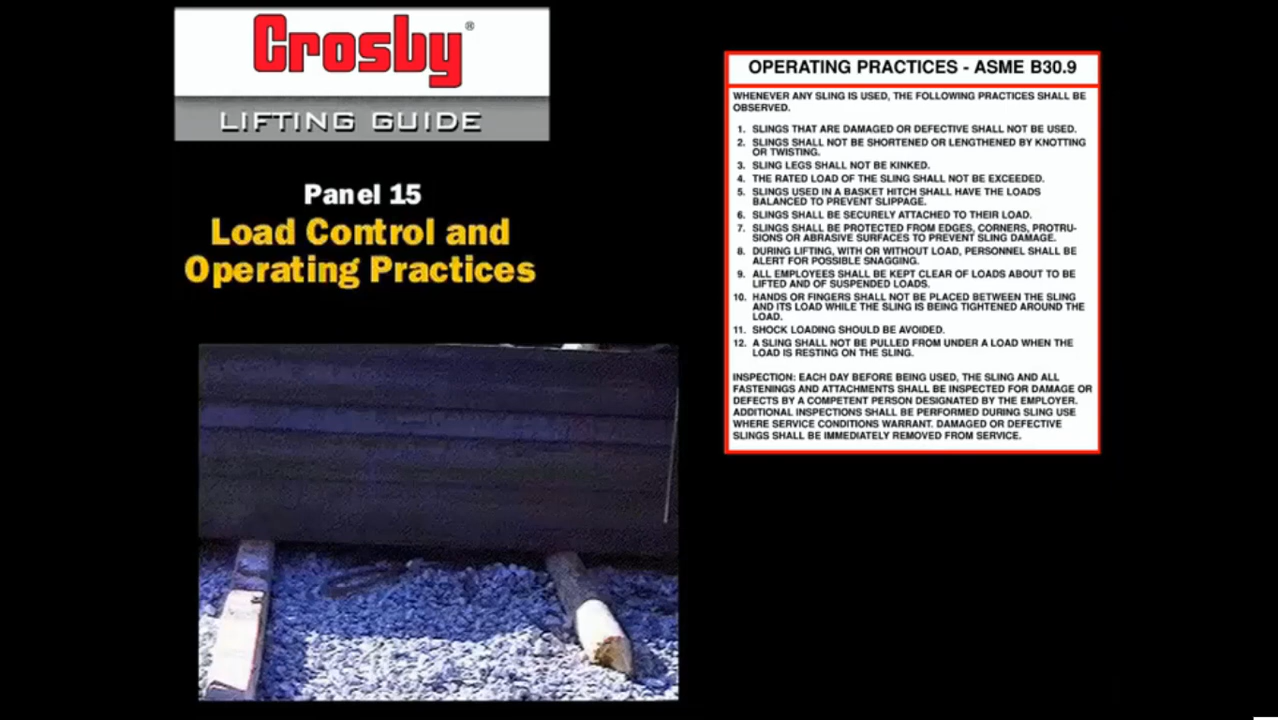 Crosby®
LIFTING GUIDE
Panel 15
Load Control and
Operating Practices
OPERATING PRACTICES - ASME B30.9
WHENEVER ANY SLING IS USED, THE FOLLOWING PRACTICES SHALL BE
OBSERVED.
1. SLINGS THAT ARE DAMAGED OR DEFECTIVE SHALL NOT BE USED.
2. SLINGS SHALL NOT BE SHORTENED OR LENGTHENED BY KNOTTING
OR TWISTING.
3. SLING LEGS SHALL NOT BE KINKED.
4. THE RATED LOAD OF THE SLING SHALL NOT BE EXCEEDED.
5. SLINGS USED IN A BASKET HITCH SHALL HAVE THE LOADS
BALANCED TO PREVENT SLIPPAGE.
6. SLINGS SHALL BE SECURELY ATTACHED TO THEIR LOAD.
7. SLINGS SHALL BE PROTECTED FROM EDGES, CORNERS, PROTRU-
SIONS OR ABRASIVE SURFACES TO PREVENT SLING DAMAGE.
8. DURING LIFTING, WITH OR WITHOUT LOAD, PERSONNEL SHALL BE
ALERT FOR POSSIBLE SNAGGING.
9. ALL EMPLOYEES SHALL BE KEPT CLEAR OF LOADS ABOUT TO BE
LIFTED AND OF SUSPENDED LOADS.
10. HANDS OR FINGERS SHALL NOT BE PLACED BETWEEN THE SLING
AND ITS LOAD WHILE THE SLING IS BEING TIGHTENED AROUND THE
LOAD.
11. SHOCK LOADING SHOULD BE AVOIDED.
12. A SLING SHALL NOT BE PULLED FROM UNDER A LOAD WHEN THE
LOAD IS RESTING ON THE SLING.
INSPECTION: EACH DAY BEFORE BEING USED, THE SLING AND ALL
FASTENINGS AND ATTACHMENTS SHALL BE INSPECTED FOR DAMAGE OR
DEFECTS BY A COMPETENT PERSON DESIGNATED BY THE EMPLOYER.
ADDITIONAL INSPECTIONS SHALL BE PERFORMED DURING SLING USE
WHERE SERVICE CONDITIONS WARRANT. DAMAGED OR DEFECTIVE
SLINGS SHALL BE IMMEDIATELY REMOVED FROM SERVICE.